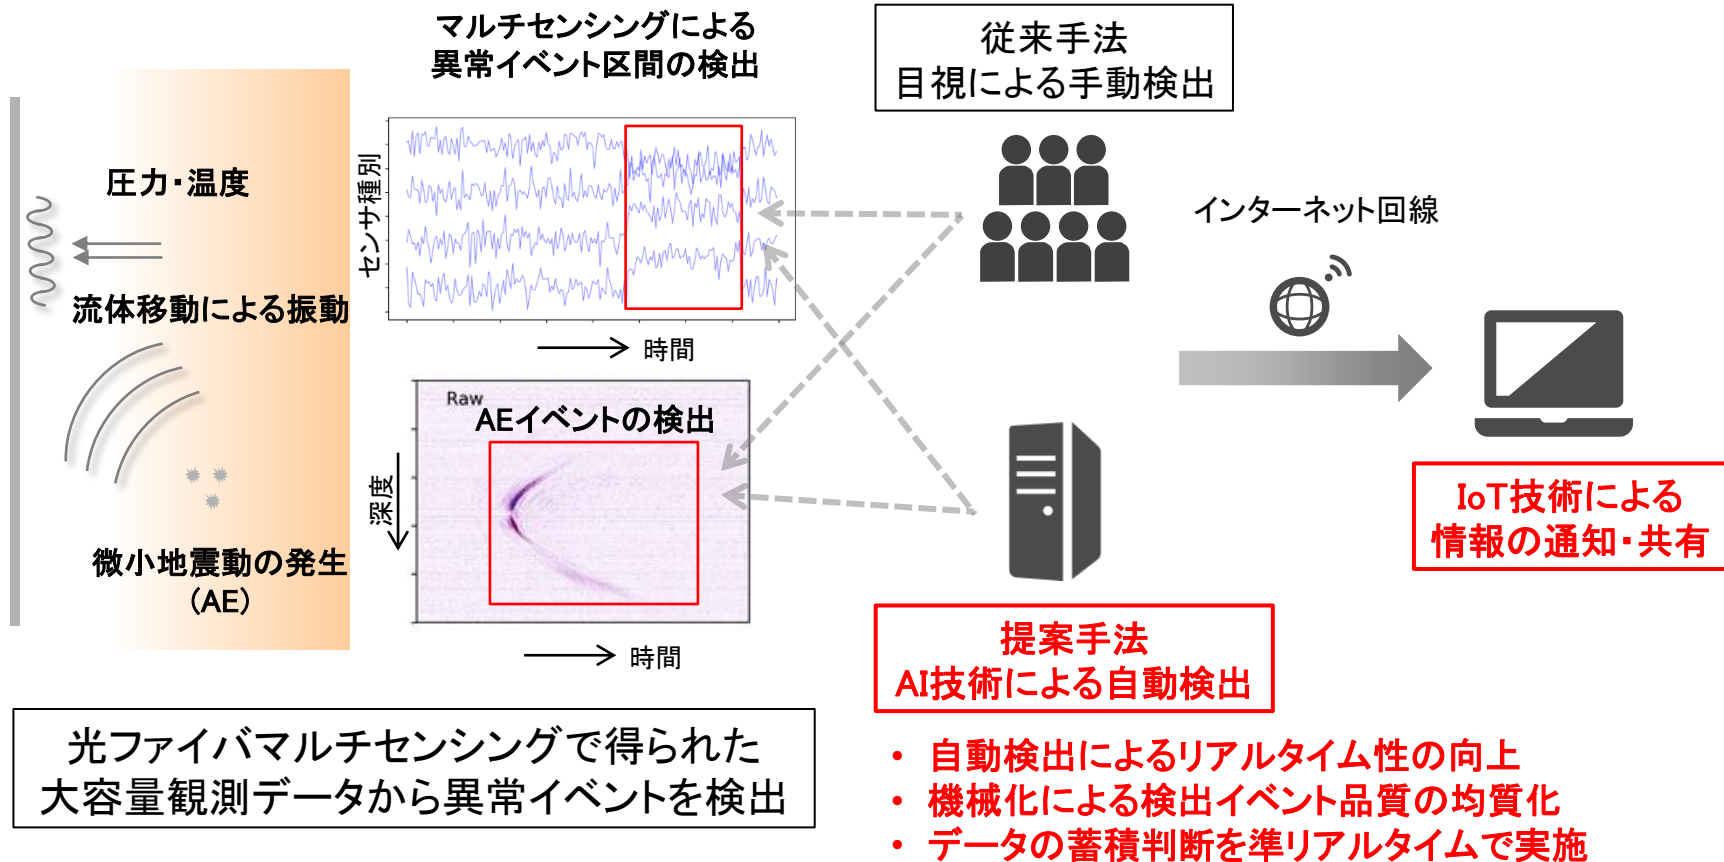 マルチセンシングによる
異常イベント区間の検出
従来手法
目視による手動検出
圧力・温度
センサ種別
インターネット回線
流体移動による振動
時間
Raw
AEイベントの検出
深度
IoT技術による
情報の通知・共有
微小地震動の発生
(AE)
時間
提案手法
AI技術による自動検出
光ファイバマルチセンシングで得られた
大容量観測データから異常イベントを検出
• 自動検出によるリアルタイム性の向上
• 機械化による検出イベント品質の均質化
• データの蓄積判断を準リアルタイムで実施